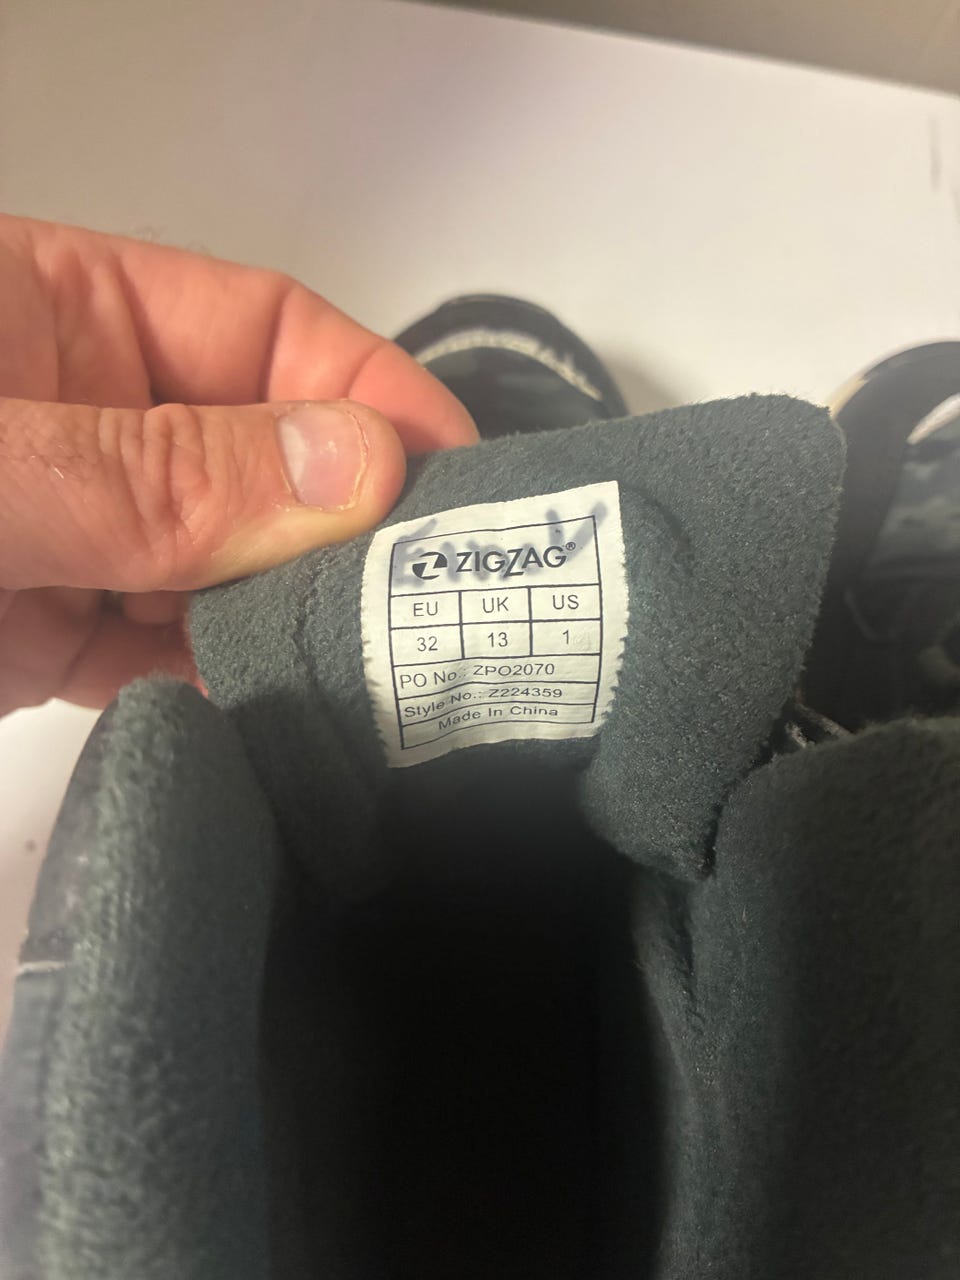 ZIGZAG®
EU UK US
32 13 1
PO No.: ZPO2070
Style No.: Z224359
Made In China